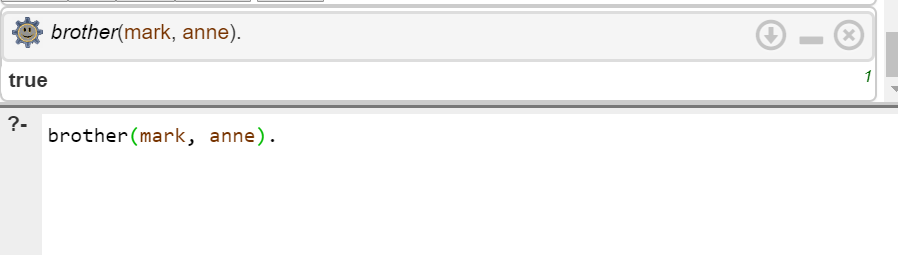 brother(mark, anne).
true
1
?-
brother(mark, anne).